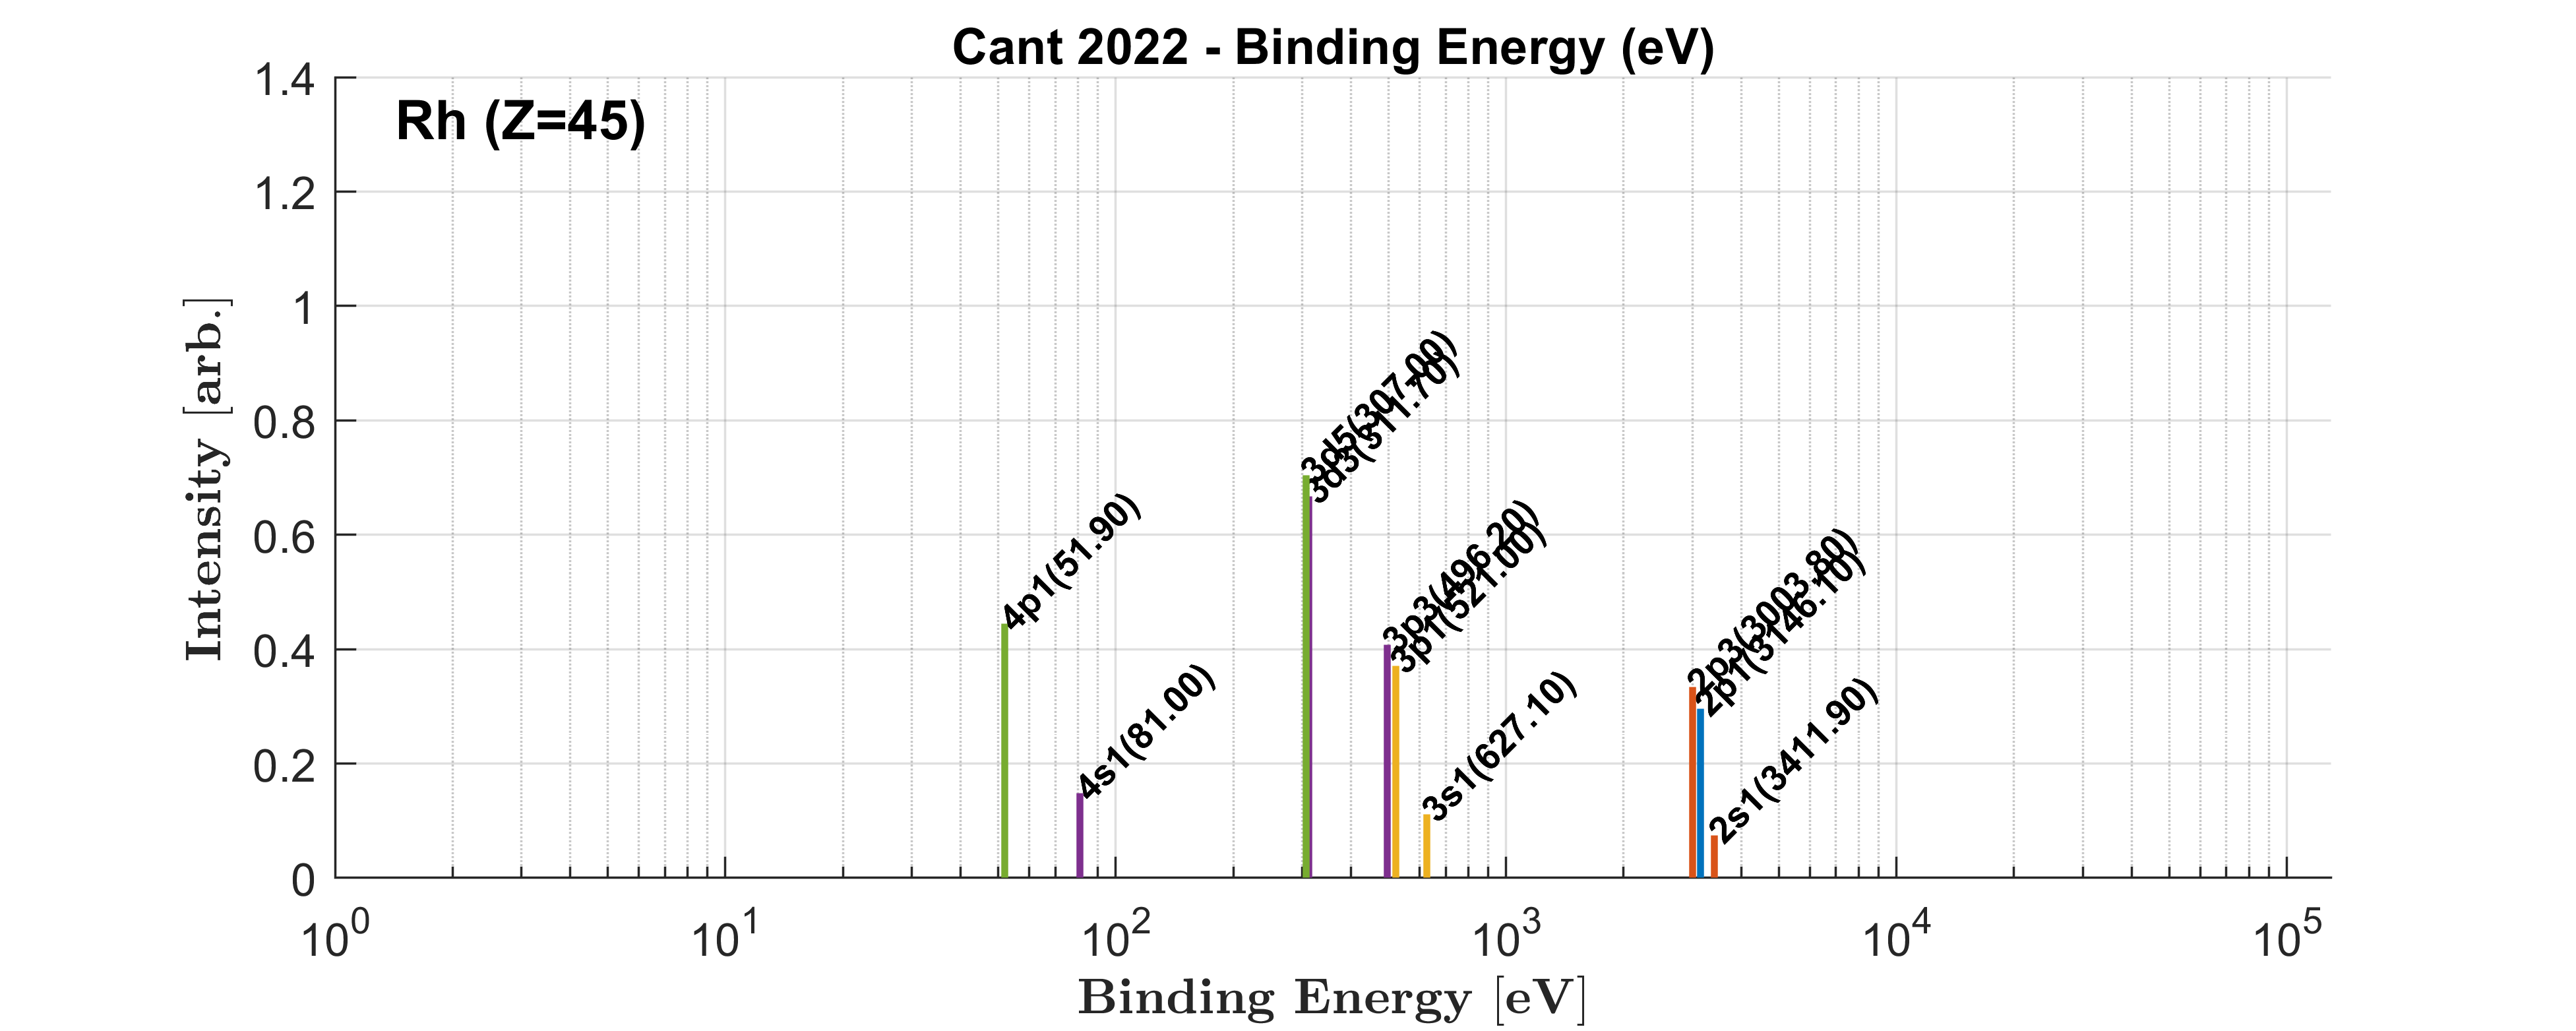 Cant 2022 - Binding Energy (eV)
Rh (Z=45)
Intensity [arb.]
1.4
1.2
1
0.8
0.6
0.4
0.2
0
4p1(51.90)
4s1(81.00)
3d5(307.00)
3d3(311.70)
3p3(496.20)
3p1(521.00)
3s1(627.10)
2p3(3003.80)
2p1(3146.10)
2s1(3411.90)
10^0 10^1 10^2 10^3 10^4 10^5
Binding Energy [eV]